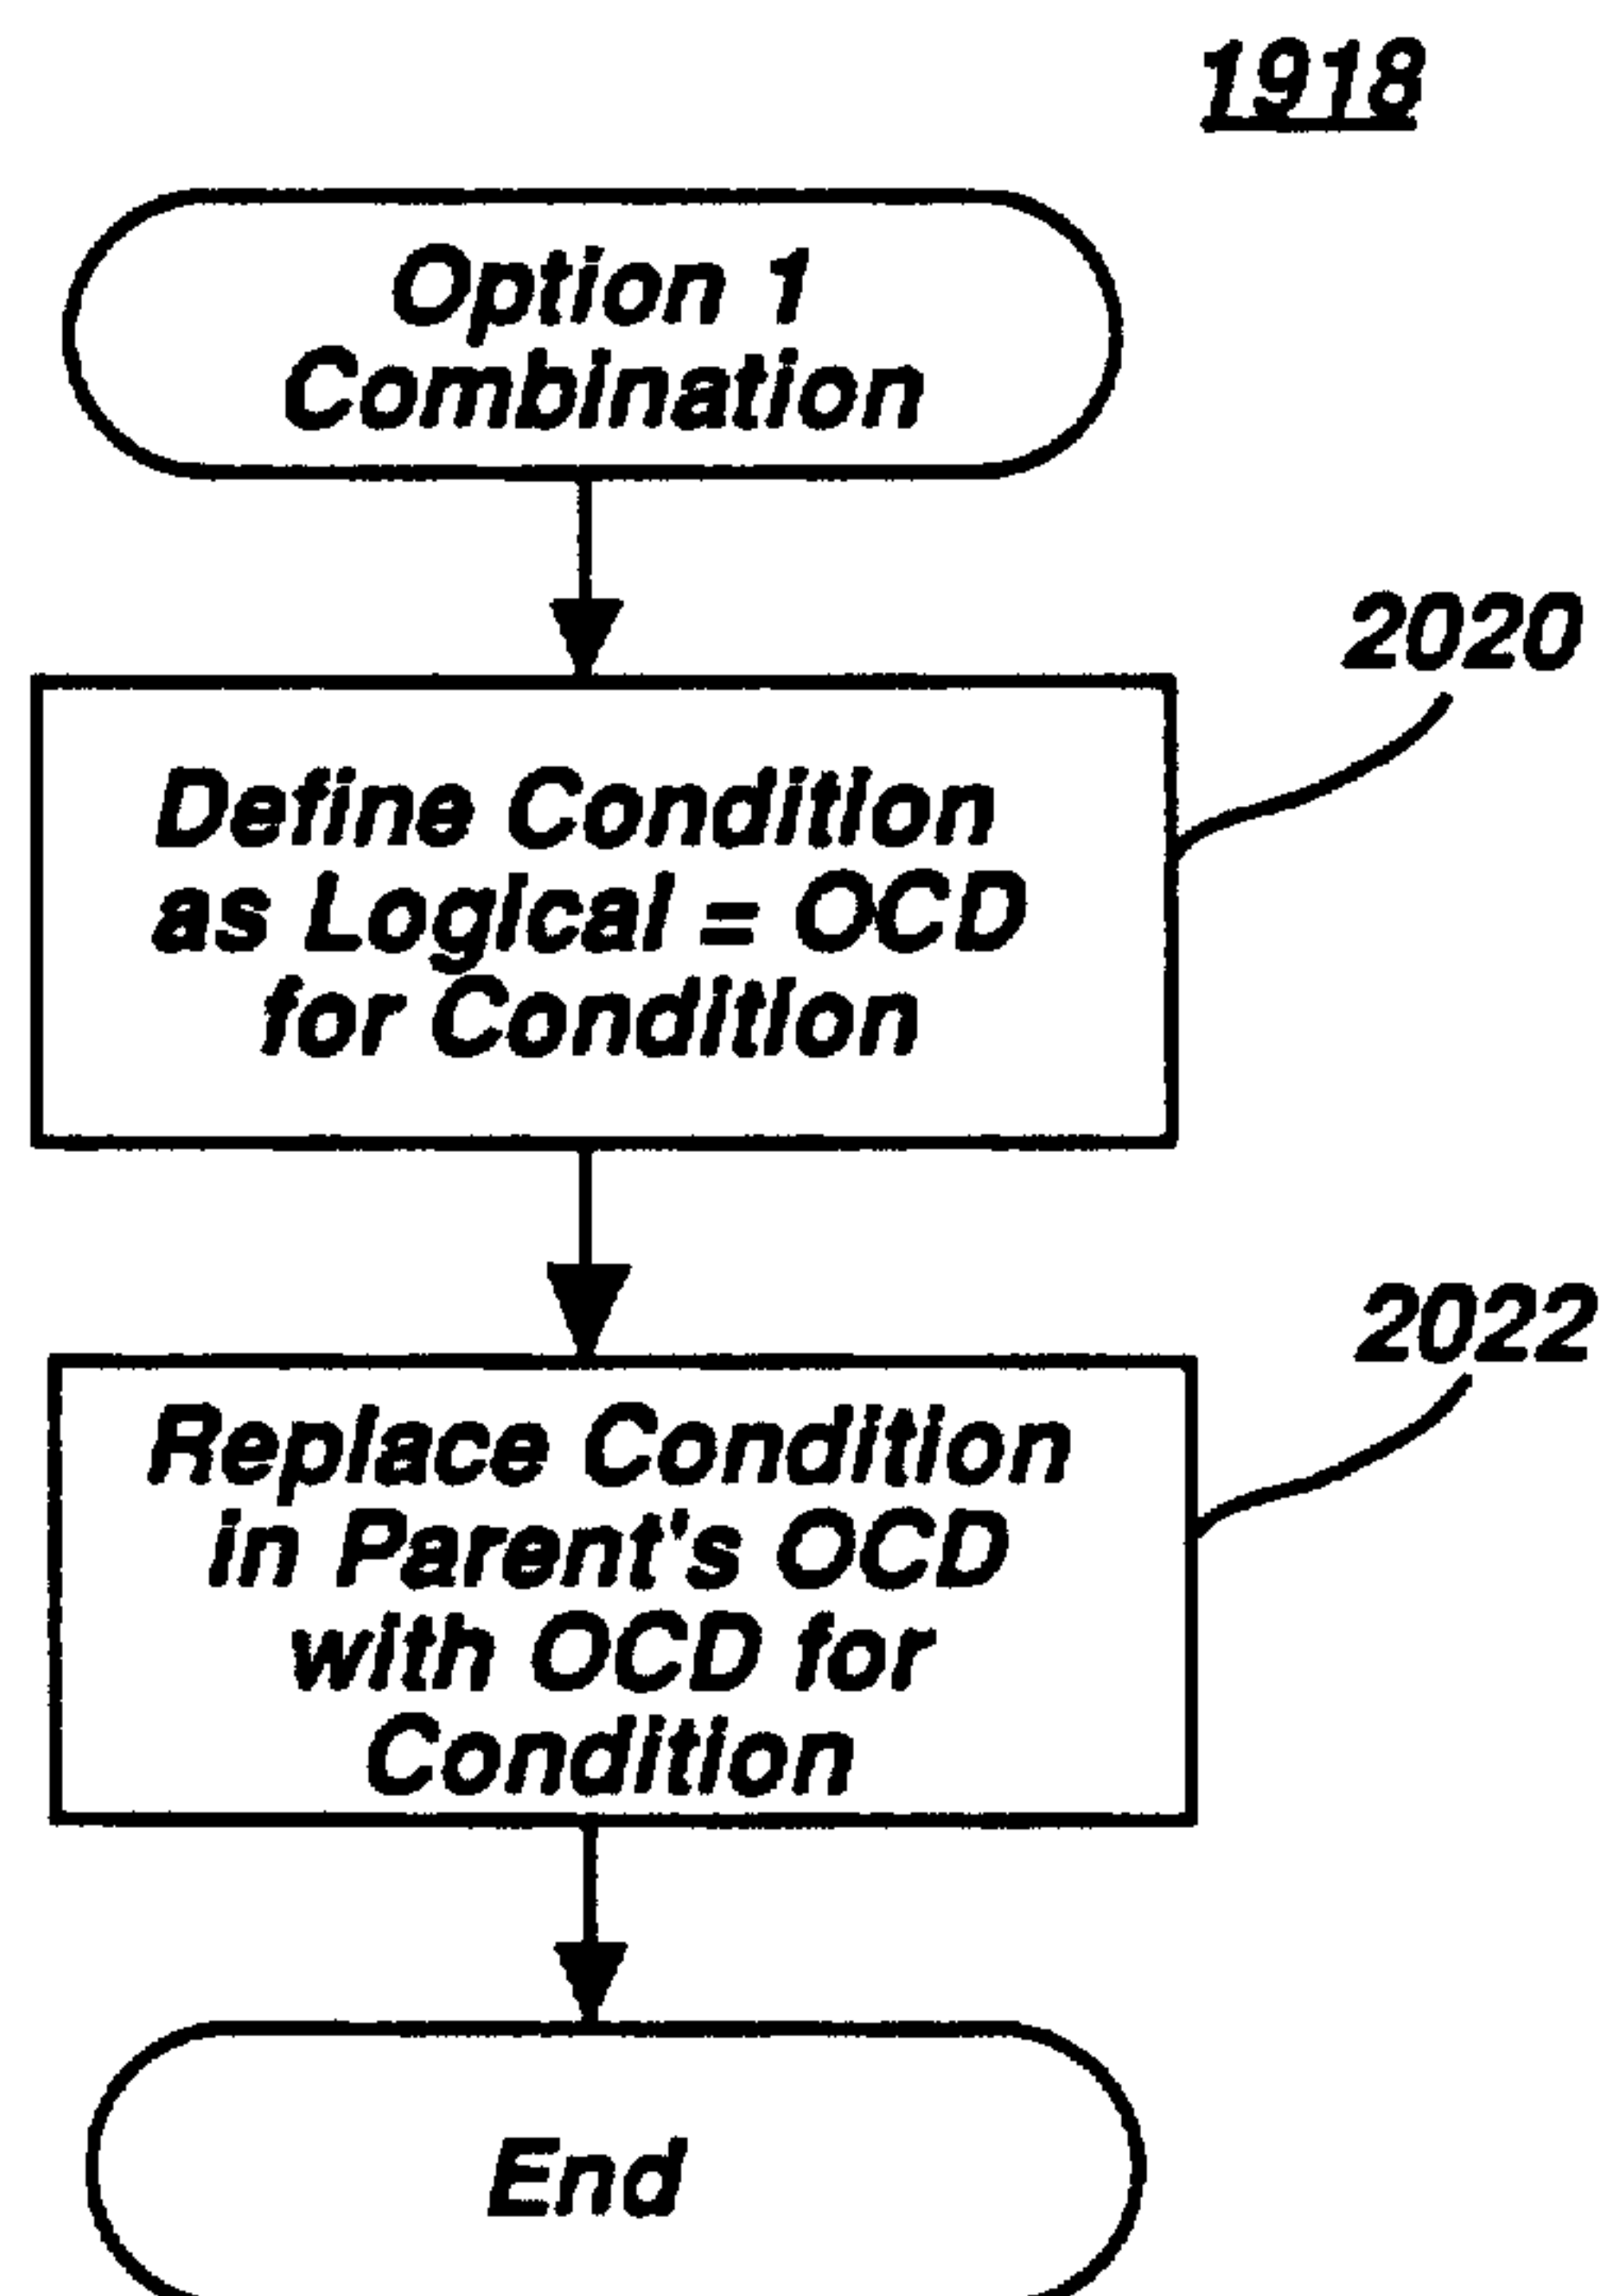 1918
Option 1
Combination
2020
Define Condition
as Logical = OCD
for Condition
2022
Replace Condition
in Parent's OCD
with OCD for
Condition
End